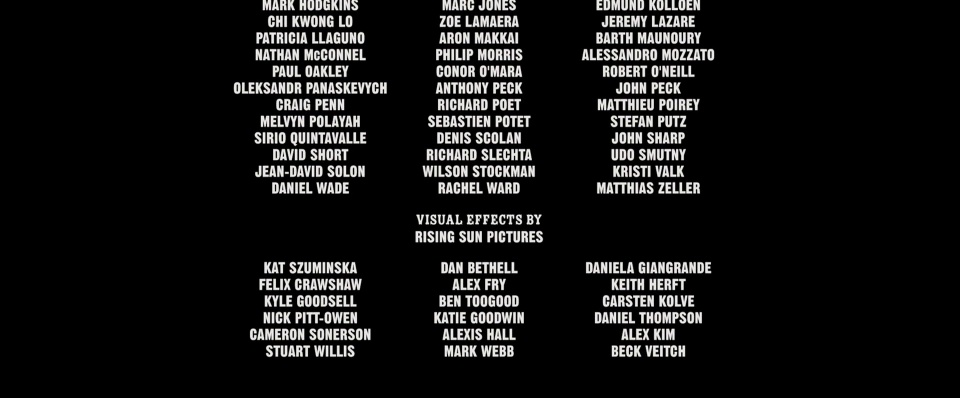 MARK HODGKINS MARC JONES EDMUND KOLLOEN
CHI KWONG LO ZOE LAMAERA JEREMY LAZARE
PATRICIA LLAGUNO ARON MAKKAI BARTH MAUNOURY
NATHAN McCONNEL PHILIP MORRIS ALESSANDRO MOZZATO
PAUL OAKLEY CONOR O'MARA ROBERT O'NEILL
OLEKSANDR PANASKEVYCH ANTHONY PECK JOHN PECK
CRAIG PENN RICHARD POET MATTHIEU POIREY
MELVYN POLAYAH SEBASTIEN POTET STEFAN PUTZ
SIRIO QUINTAVALLE DENIS SCOLAN JOHN SHARP
DAVID SHORT RICHARD SLECHTA UDO SMUTNY
JEAN-DAVID SOLON WILSON STOCKMAN KRISTI VALK
DANIEL WADE RACHEL WARD MATTHIAS ZELLER
VISUAL EFFECTS BY
RISING SUN PICTURES
KAT SZUMINSKA DAN BETHELL DANIELA GIANGRANDE
FELIX CRAWSHAW ALEX FRY KEITH HERFT
KYLE GOODSELL BEN TOOGOOD CARSTEN KOLVE
NICK PITT-OWEN KATIE GOODWIN DANIEL THOMPSON
CAMERON SONERSON ALEXIS HALL ALEX KIM
STUART WILLIS MARK WEBB BECK VEITCH